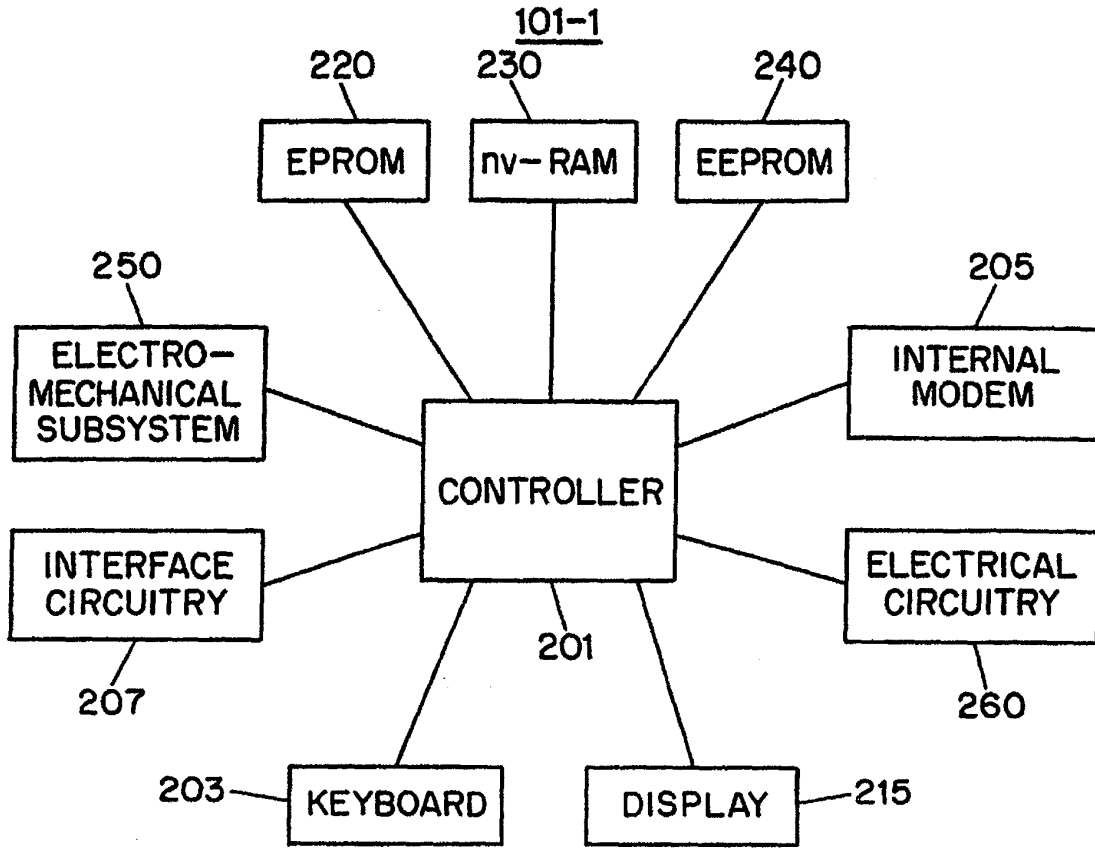 101-1
220
230
240
EPROM
nv-RAM
EEPROM
250
205
ELECTRO-
MECHANICAL
SUBSYSTEM
INTERNAL
MODEM
CONTROLLER
INTERFACE
CIRCUITRY
ELECTRICAL
CIRCUITRY
201
207
260
203
KEYBOARD
DISPLAY
215